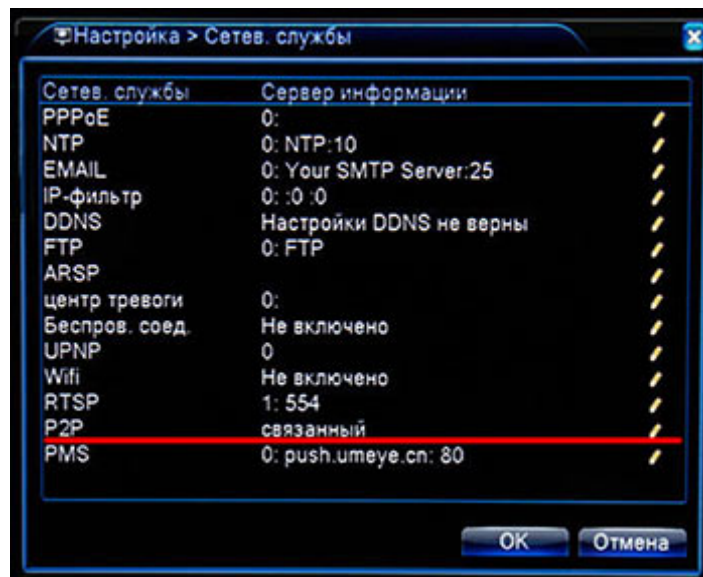 Настройка > Сетев. службы
Сетев. службы Сервер информации
PPPoE 0:
NTP 0: NTP:10
EMAIL 0: Your SMTP Server:25
IP-фильтр 0: :0 :0
DDNS Настройки DDNS не верны
FTP 0: FTP
ARSP
центр тревоги 0:
Беспров. соед. Не включено
UPNP 0
Wifi Не включено
RTSP 1: 554
P2P связанный
PMS 0: push.umeye.cn: 80
OK Отмена